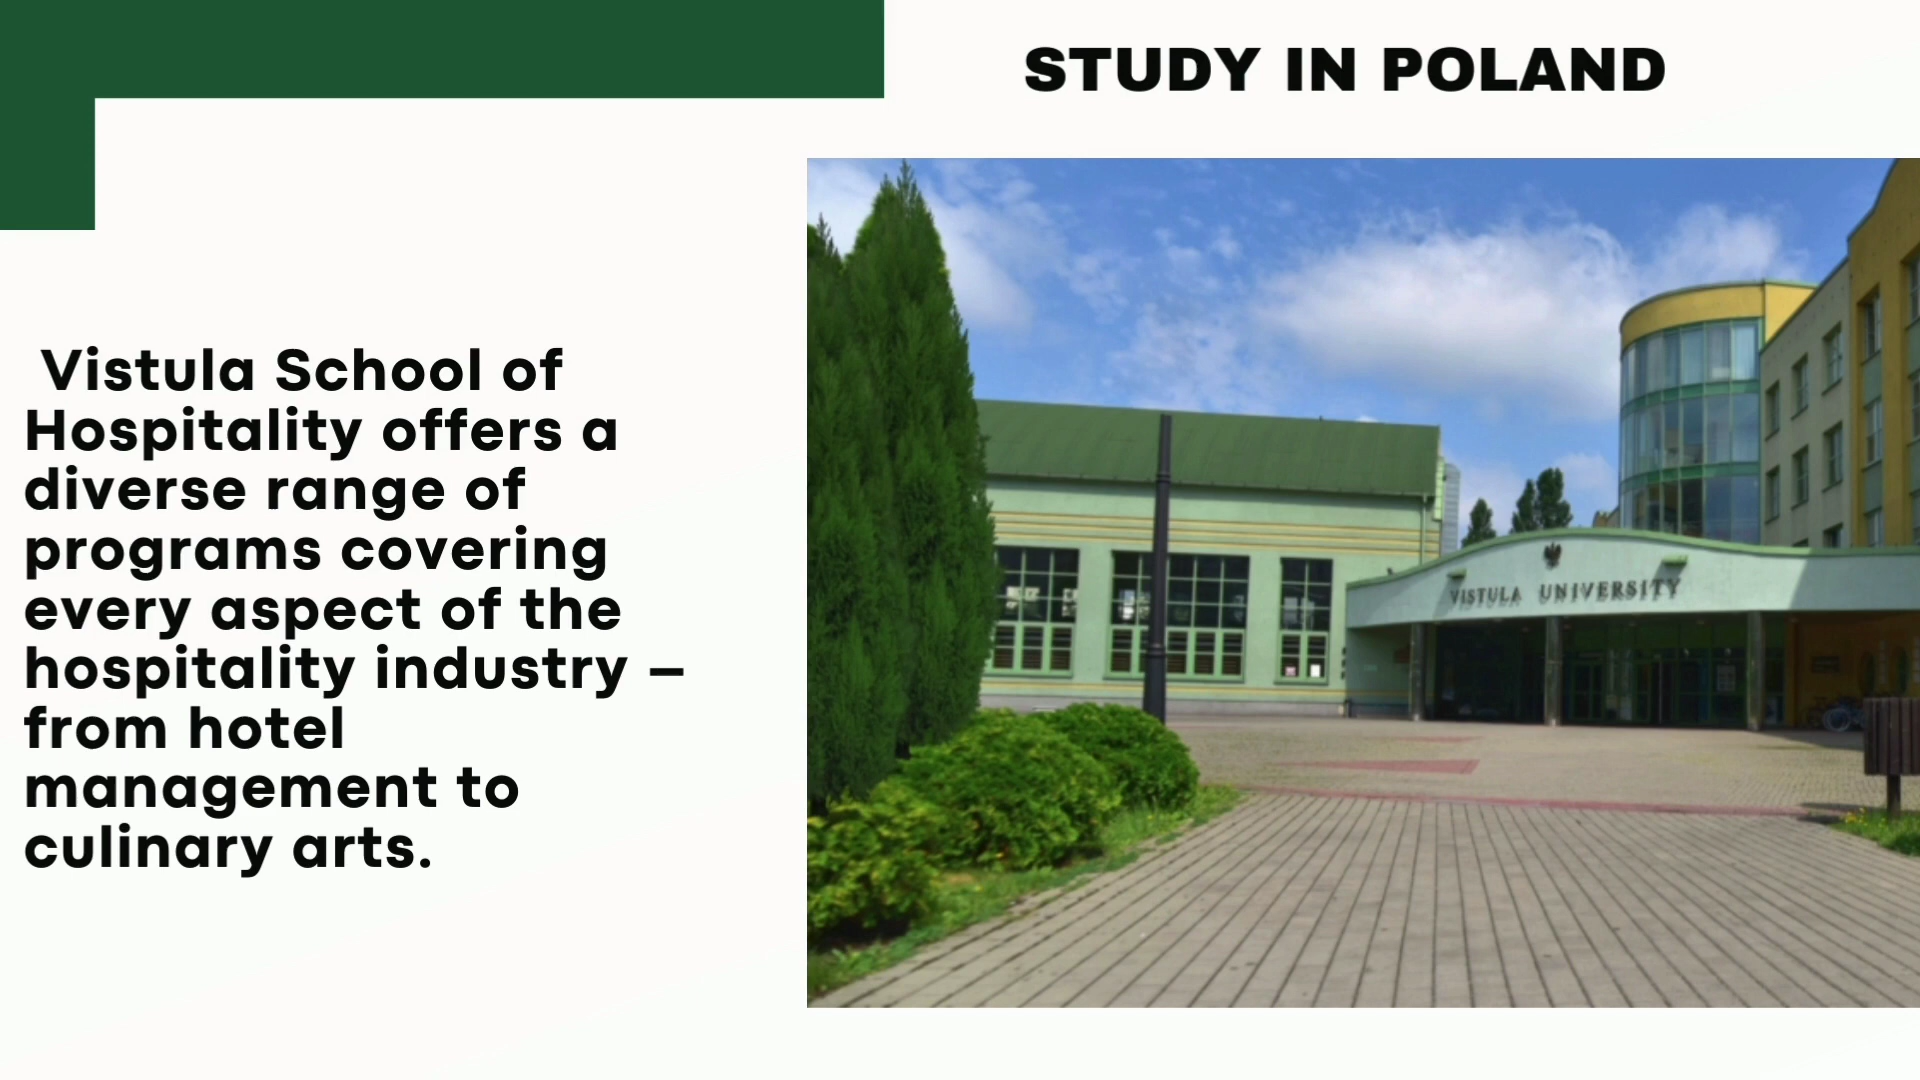 STUDY IN POLAND
Vistula School of
Hospitality offers a
diverse range of
programs covering
every aspect of the
hospitality industry –
from hotel
management to
culinary arts.
VISTULA UNIVERSITY